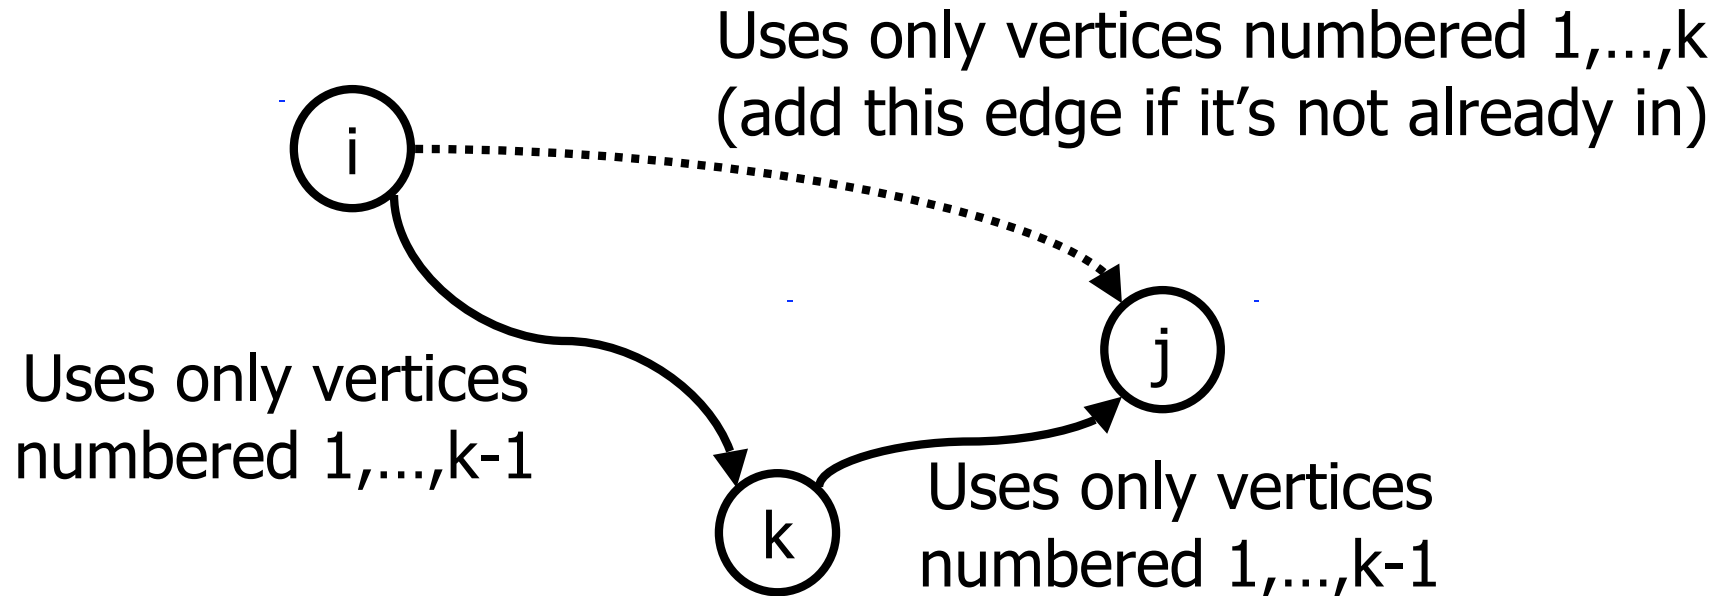 Uses only vertices numbered 1,…,k
(add this edge if it’s not already in)
i
j
Uses only vertices
numbered 1,…,k-1
k
Uses only vertices
numbered 1,…,k-1